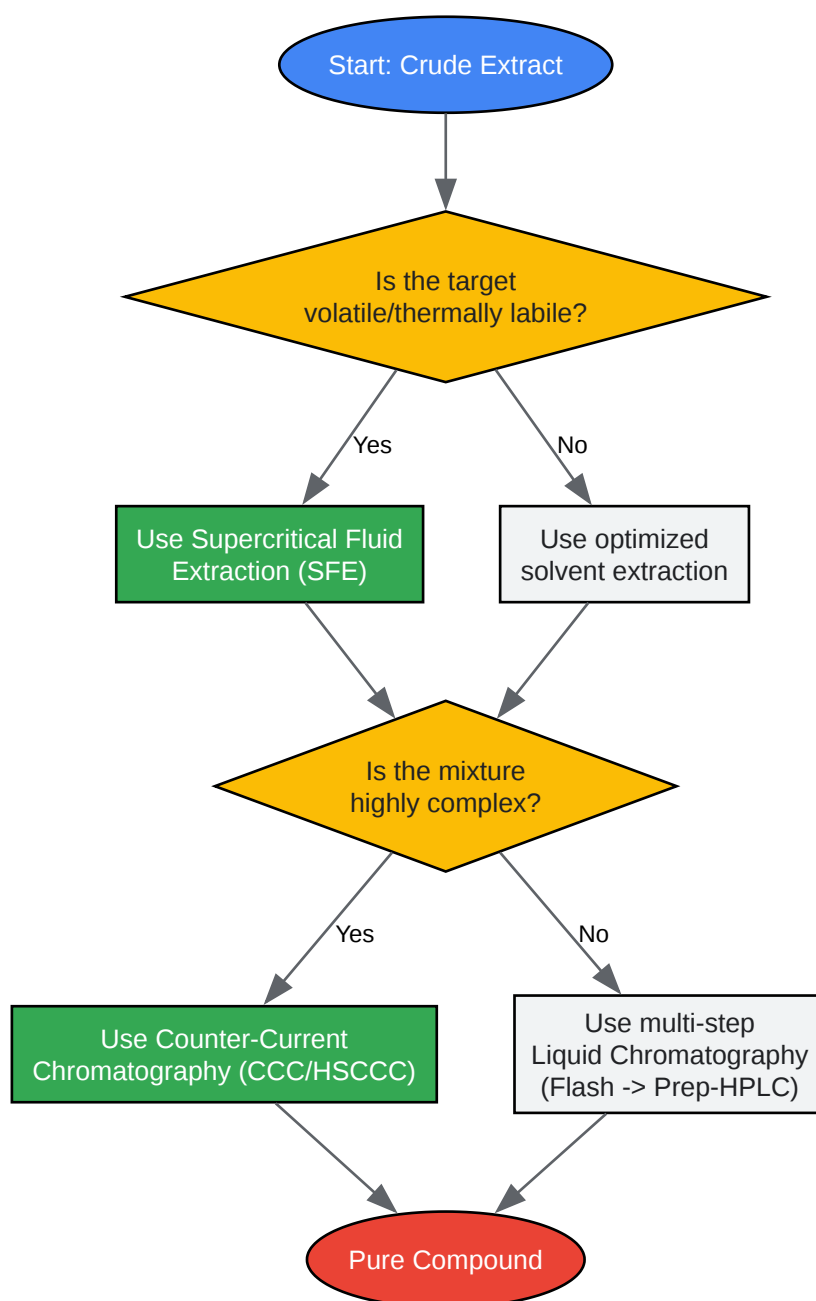 Start: Crude Extract
Is the target
volatile/thermally labile?
Yes
No
Use Supercritical Fluid
Extraction (SFE)
Use optimized
solvent extraction
Is the mixture
highly complex?
Yes
No
Use Counter-Current
Chromatography (CCC/HSCCC)
Use multi-step
Liquid Chromatography
(Flash -> Prep-HPLC)
Pure Compound